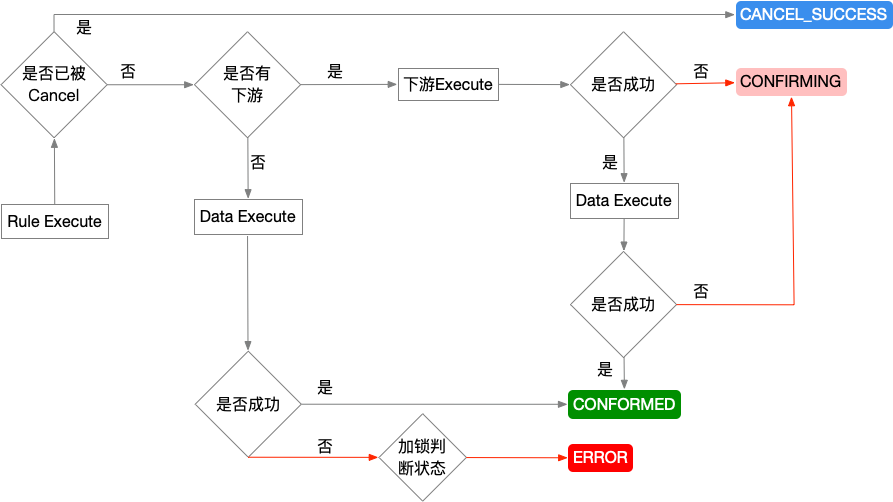 是
CANCEL_SUCCESS
是否已被
Cancel
否
是否有
下游
是
下游Execute
是否成功
否
CONFIRMING
否
是
Rule Execute
Data Execute
Data Execute
是否成功
否
是
是否成功
是
CONFORMED
否
加锁判
断状态
ERROR